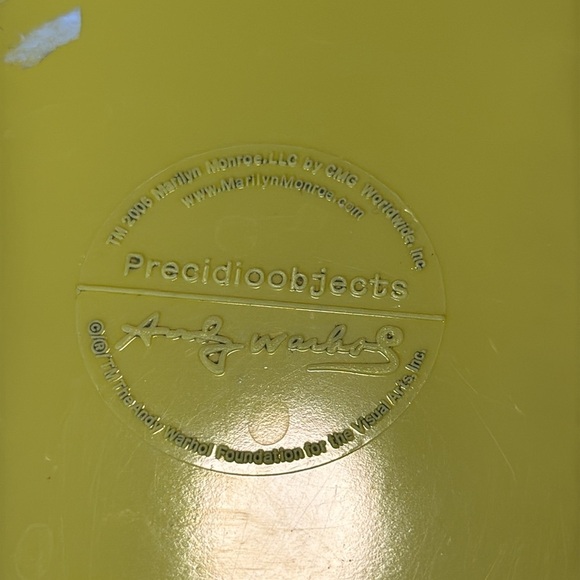 TM 2006 Marilyn Monroe, LLC by CMG Worldwide, Inc
www.MarilynMonroe.com
Precidioobjects
Andy Warhol
©/®/TM The Andy Warhol Foundation for the Visual Arts Inc